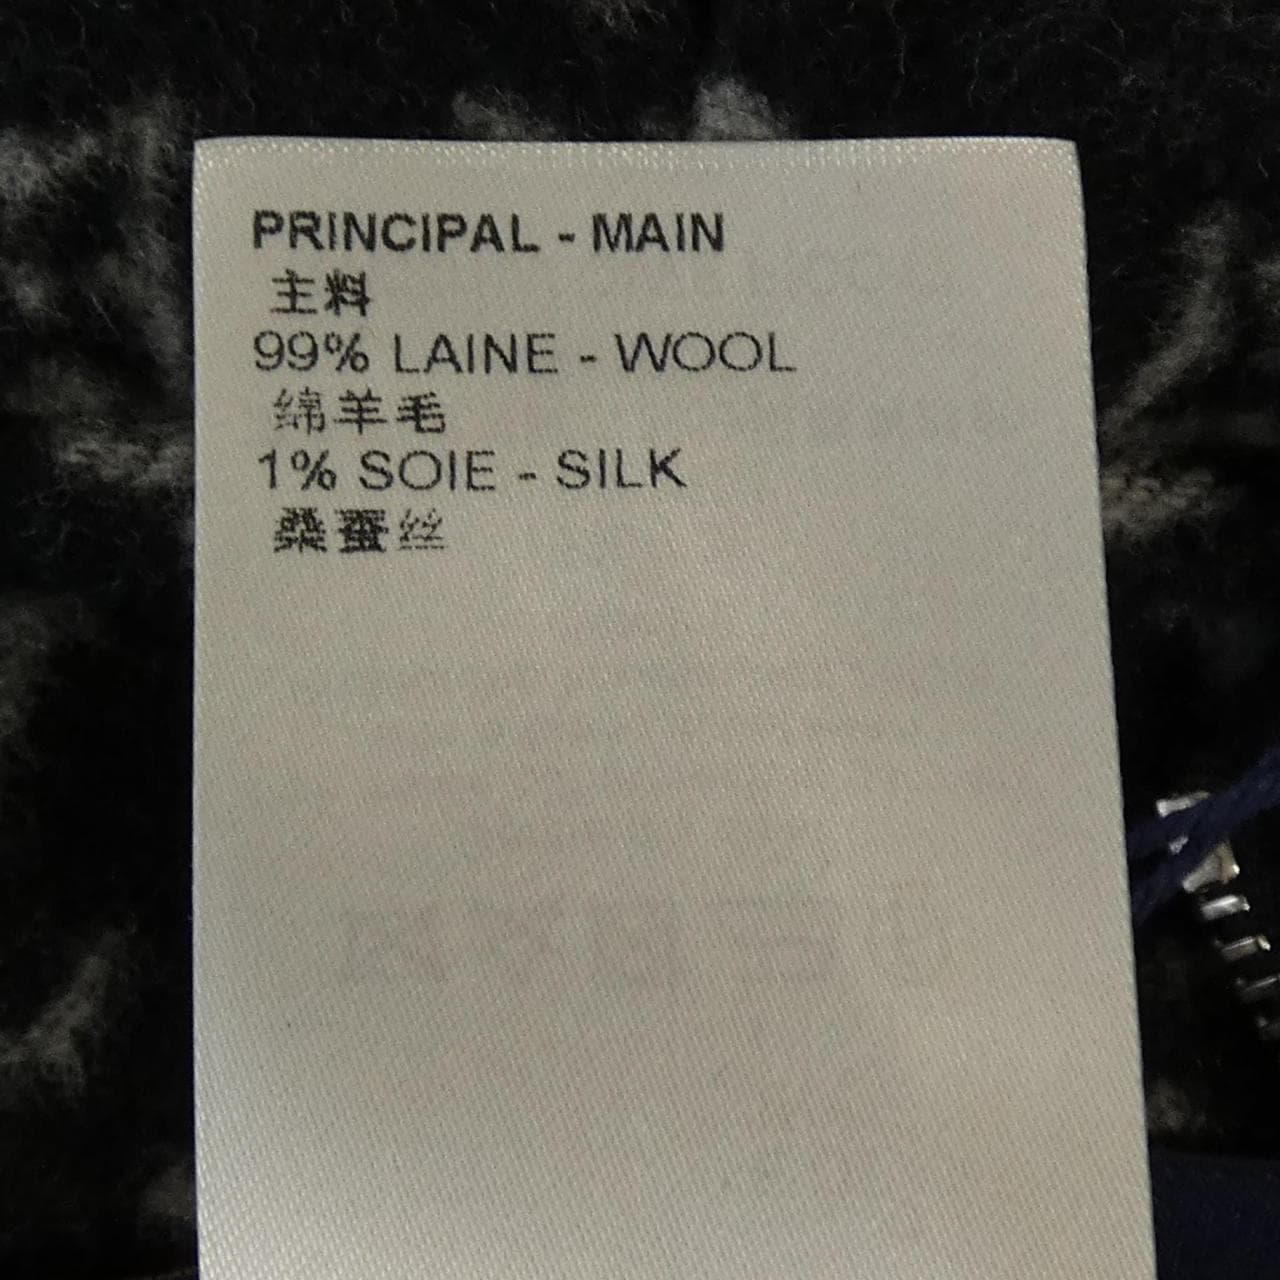 PRINCIPAL - MAIN
主料
99% LAINE - WOOL
绵羊毛
1% SOIE - SILK
桑蚕丝